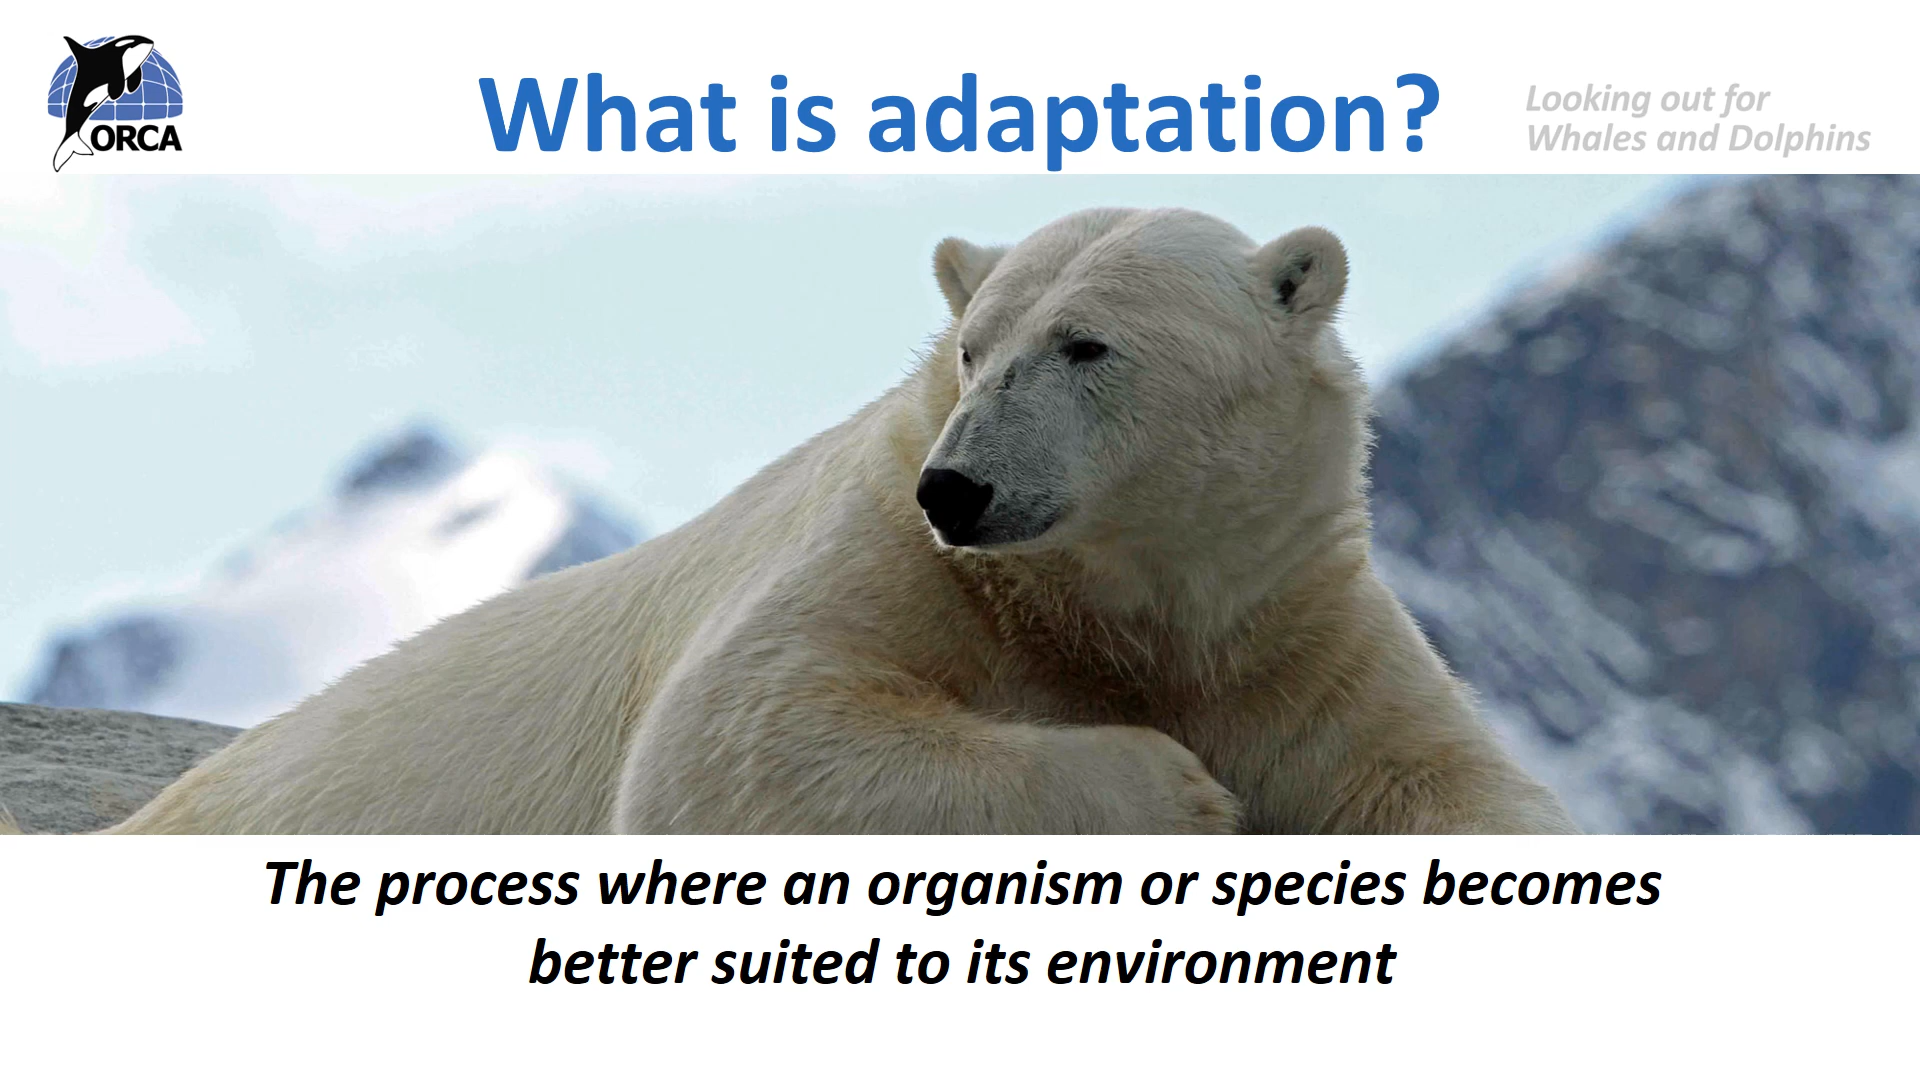 ORCA
What is adaptation?
Looking out for
Whales and Dolphins
The process where an organism or species becomes
better suited to its environment